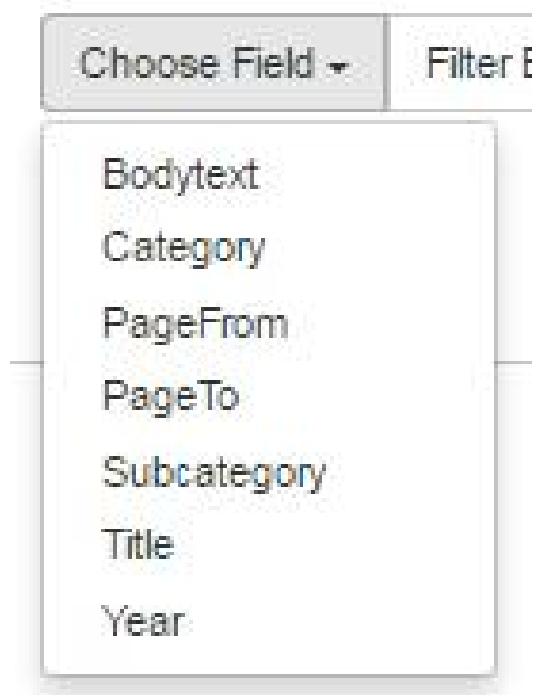 Choose Field Filter
Bodytext
Category
PageFrom
PageTo
Subcategory
Title
Year